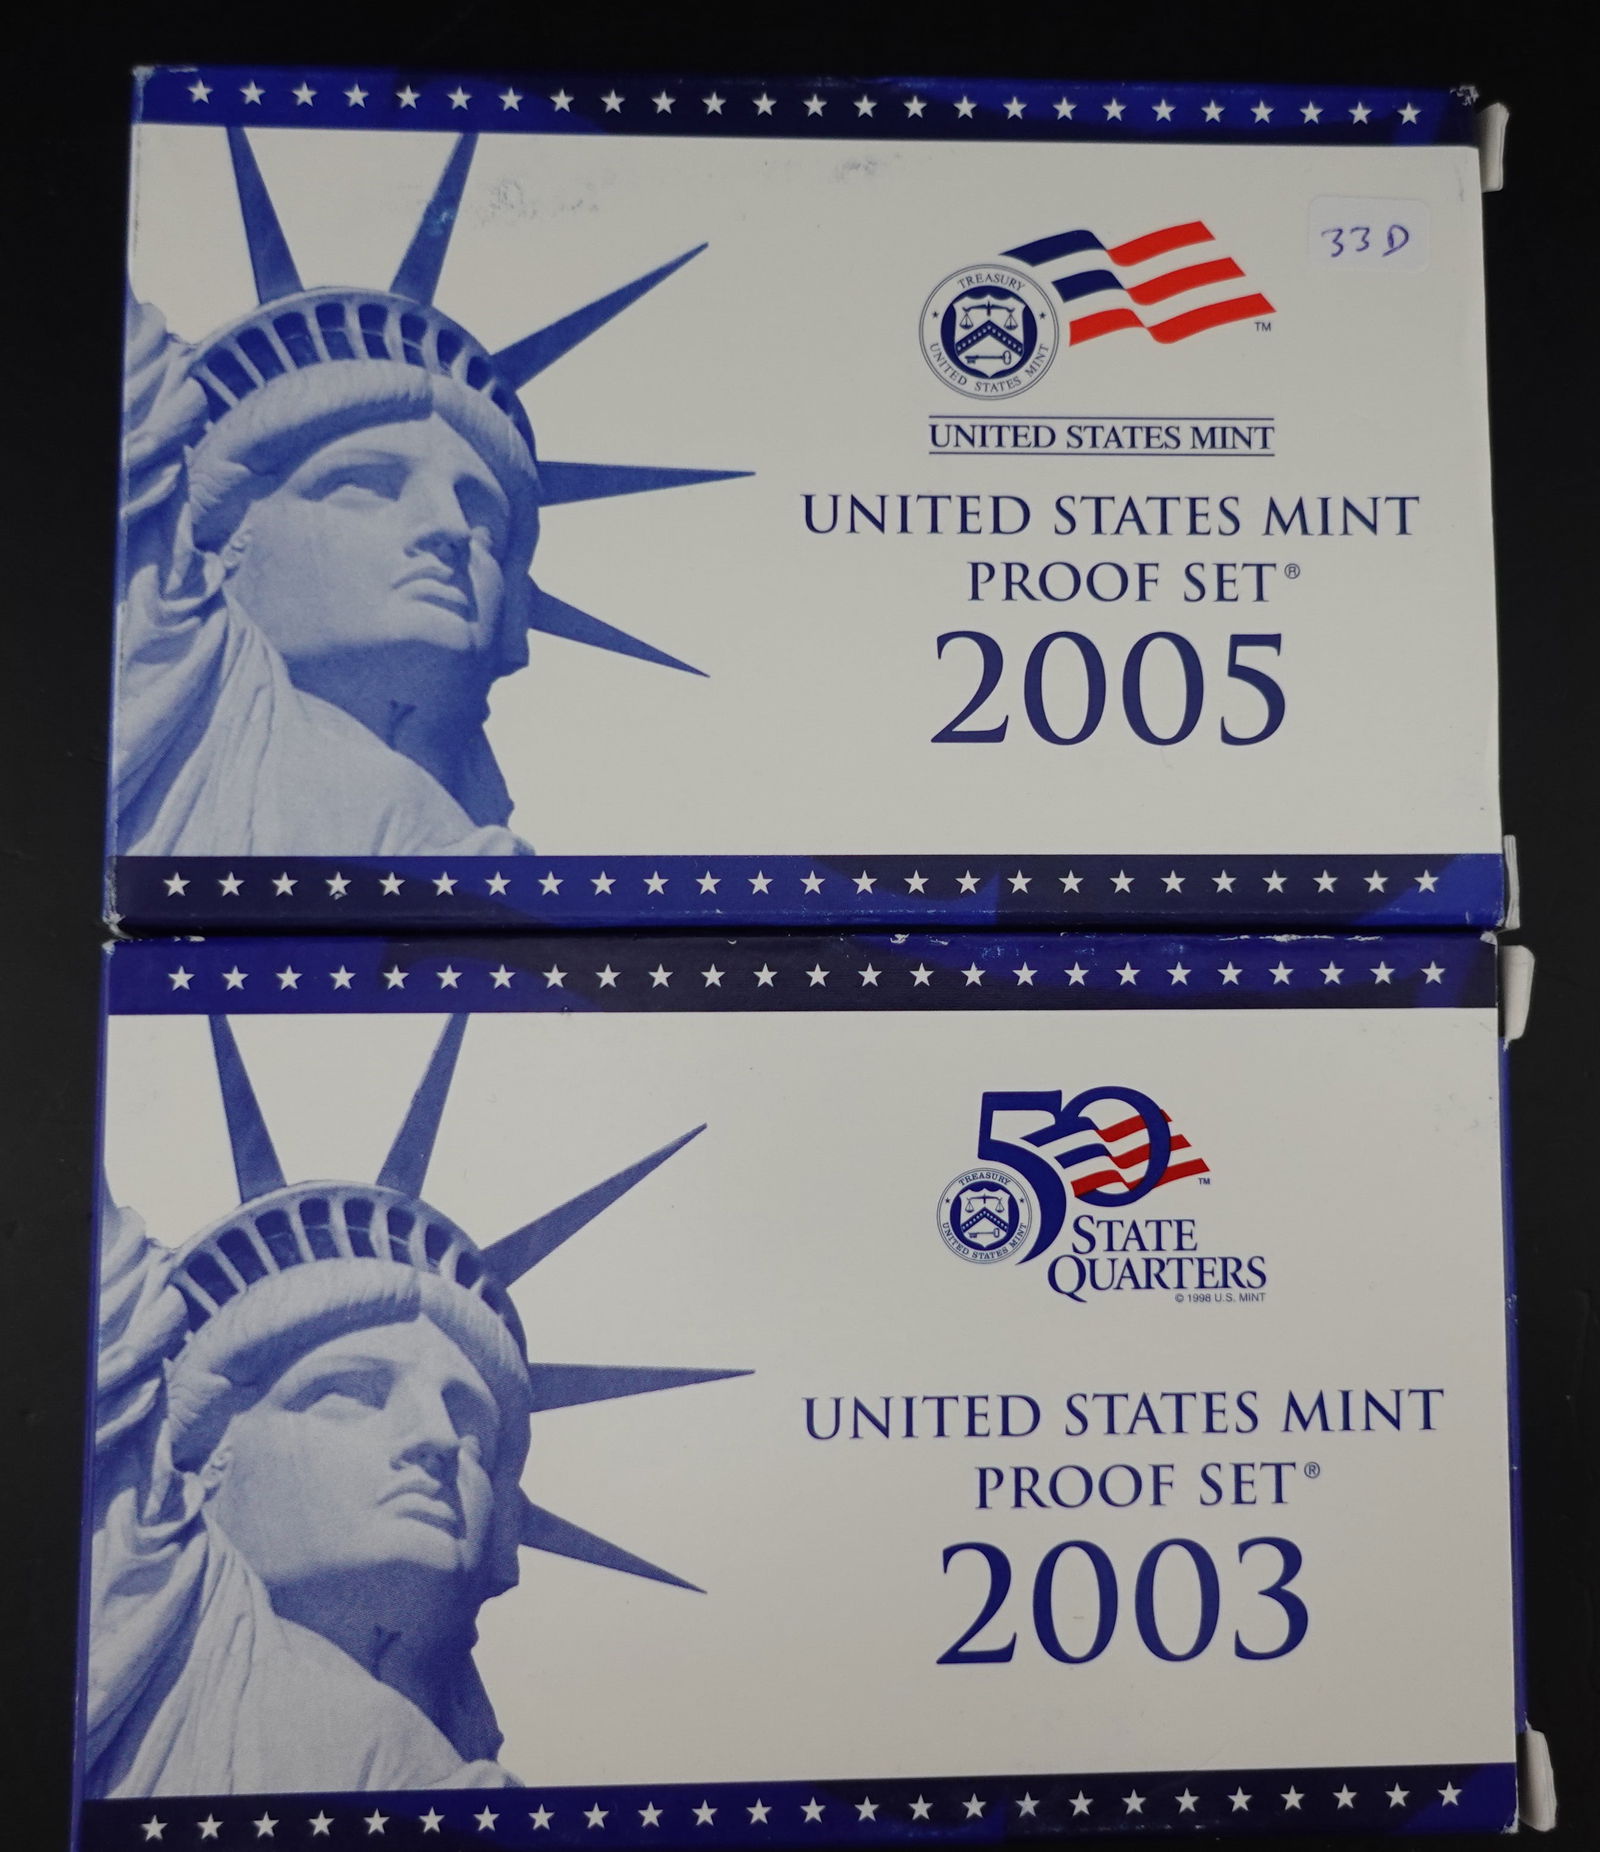 33 D
TREASURY
UNITED STATES MINT
TM
UNITED STATES MINT
UNITED STATES MINT
PROOF SET®
2005
50
TREASURY
UNITED STATES MINT
TM
STATE
QUARTERS
© 1998 U.S. MINT
UNITED STATES MINT
PROOF SET®
2003